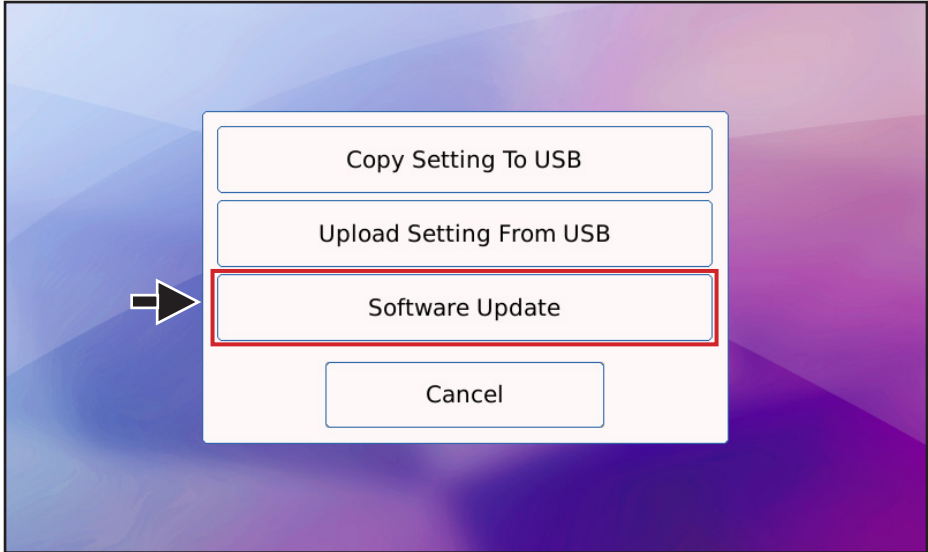 Copy Setting To USB
Upload Setting From USB
Software Update
Cancel